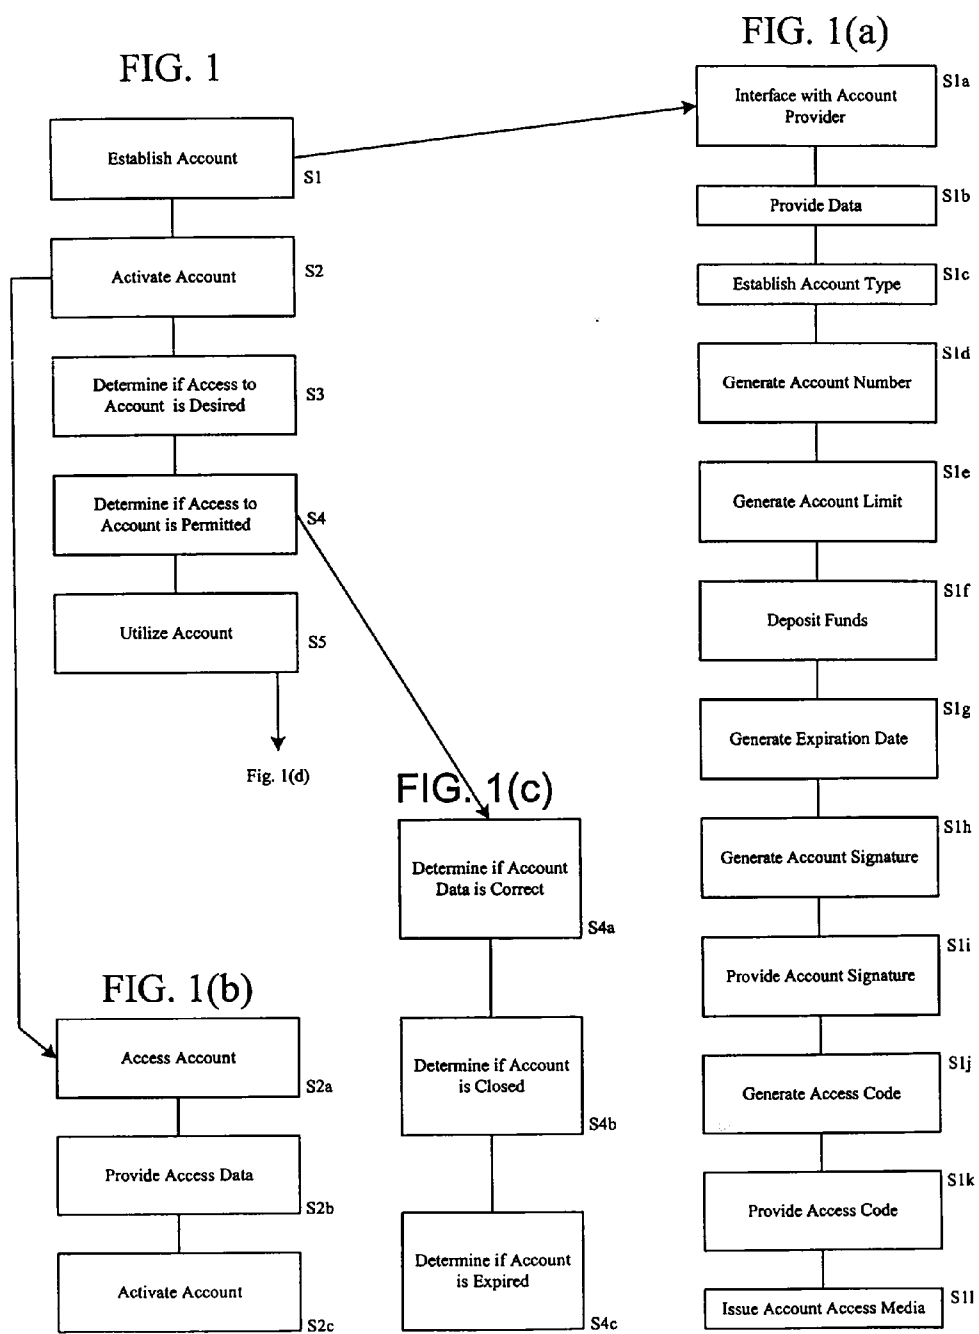 FIG. 1
Establish Account
S1
Activate Account
S2
Determine if Access to
Account is Desired
S3
Determine if Access to
Account is Permitted
S4
Utilize Account
S5
Fig. 1(d)
FIG. 1(a)
Interface with Account
Provider
S1a
Provide Data
S1b
Establish Account Type
S1c
Generate Account Number
S1d
Generate Account Limit
S1e
Deposit Funds
S1f
Generate Expiration Date
S1g
Generate Account Signature
S1h
Provide Account Signature
S1i
Generate Access Code
S1j
Provide Access Code
S1k
Issue Account Access Media
S1l
FIG. 1(b)
Access Account
S2a
Provide Access Data
S2b
Activate Account
S2c
FIG. 1(c)
Determine if Account
Data is Correct
S4a
Determine if Account
is Closed
S4b
Determine if Account
is Expired
S4c